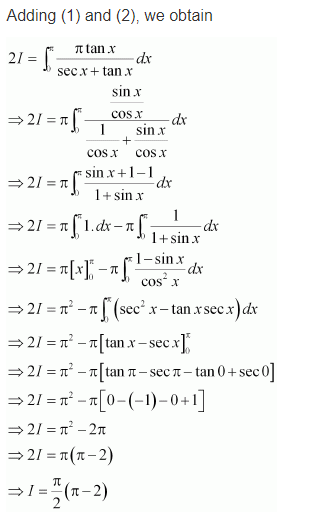 Adding (1) and (2), we obtain
2I = ∫₀^π (π tan x)/(sec x + tan x) dx
⇒ 2I = π∫₀^π (sin x/cos x)/(1/cos x + sin x/cos x) dx
⇒ 2I = π∫₀^π (sin x+1−1)/(1+sin x) dx
⇒ 2I = π∫₀^π 1.dx − π∫₀^π 1/(1+sin x) dx
⇒ 2I = π[x]₀^π − π∫₀^π (1−sin x)/(cos² x) dx
⇒ 2I = π² − π∫₀^π (sec² x − tan x sec x) dx
⇒ 2I = π² − π[tan x − sec x]₀^π
⇒ 2I = π² − π[tan π − sec π − tan 0 + sec 0]
⇒ 2I = π² − π[0 − (−1) − 0 + 1]
⇒ 2I = π² − 2π
⇒ 2I = π(π − 2)
⇒ I = π/2 (π − 2)